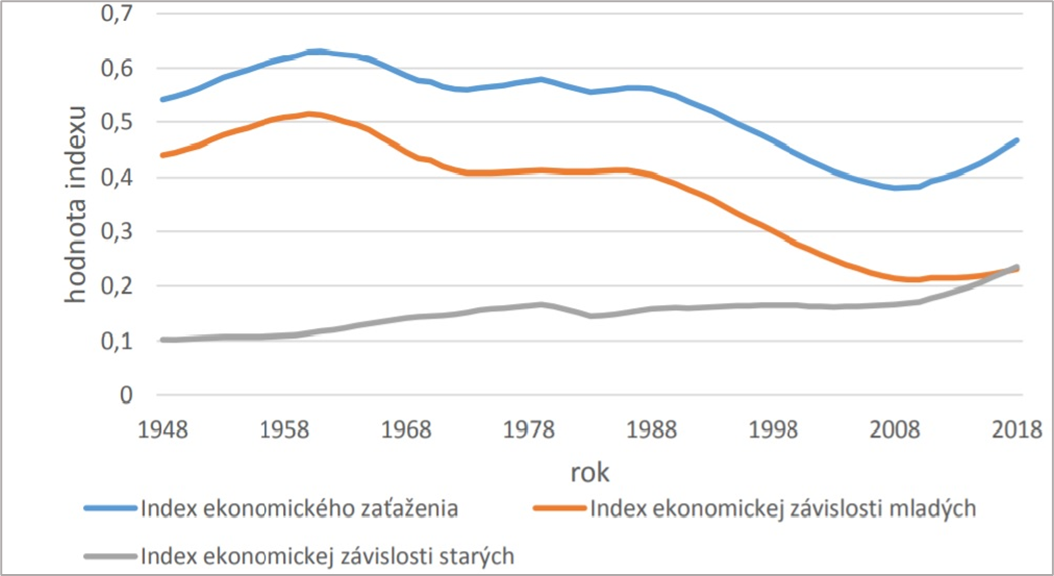 0,7
0,6
0,5
0,4
0,3
0,2
0,1
0
hodnota indexu
1948 1958 1968 1978 1988 1998 2008 2018
rok
Index ekonomického zaťaženia
Index ekonomickej závislosti mladých
Index ekonomickej závislosti starých